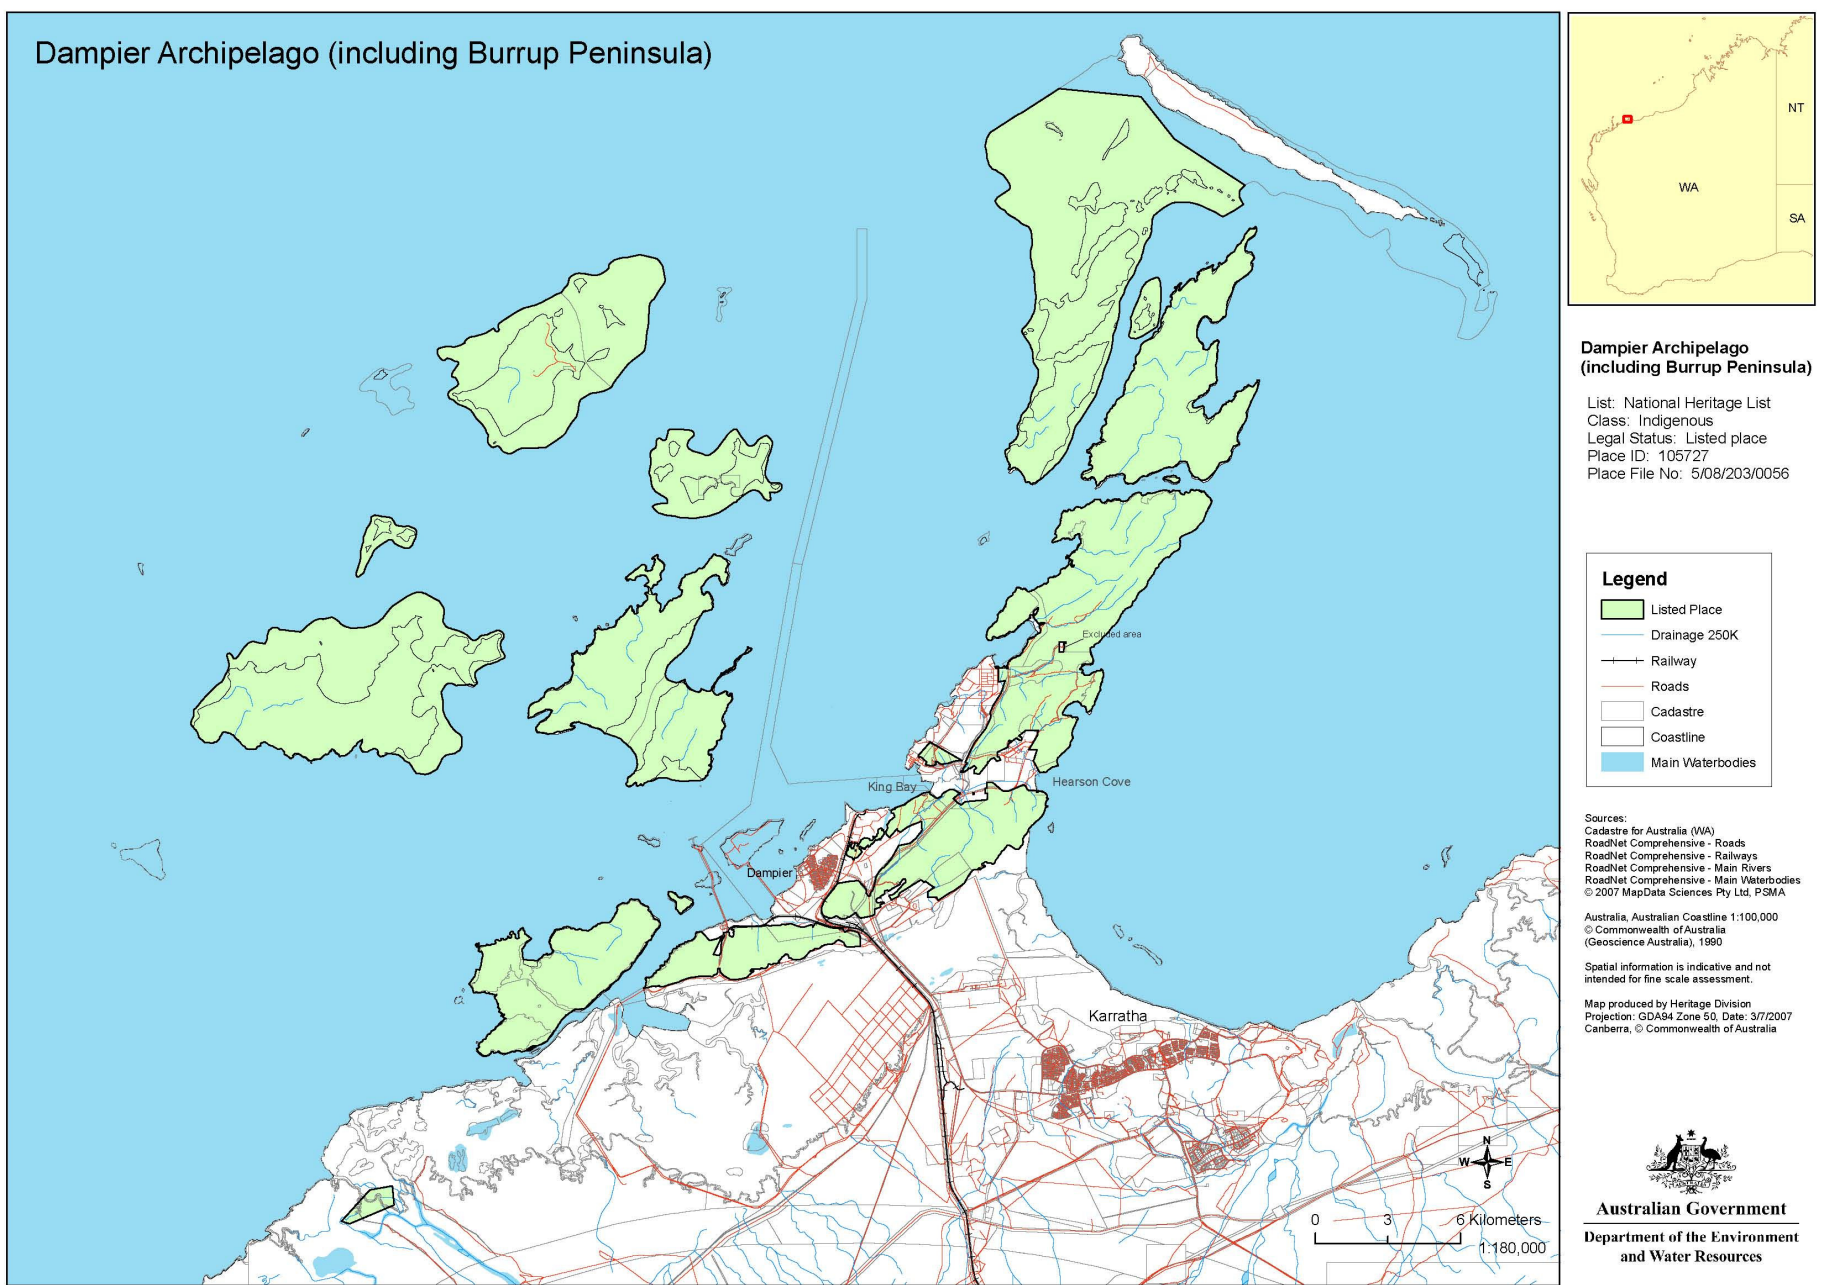 Dampier Archipelago (including Burrup Peninsula)
Excluded area
King Bay
Hearson Cove
Dampier
Karratha
N
W E
S
0 3 6 Kilometers
1:180,000
NT
WA
SA
Dampier Archipelago
(including Burrup Peninsula)
List: National Heritage List
Class: Indigenous
Legal Status: Listed place
Place ID: 105727
Place File No: 5/08/203/0056
Legend
Listed Place
Drainage 250K
Railway
Roads
Cadastre
Coastline
Main Waterbodies
Sources:
Cadastre for Australia (WA)
RoadNet Comprehensive - Roads
RoadNet Comprehensive - Railways
RoadNet Comprehensive - Main Rivers
RoadNet Comprehensive - Main Waterbodies
© 2007 MapData Sciences Pty Ltd, PSMA
Australia, Australian Coastline 1:100,000
© Commonwealth of Australia
(Geoscience Australia), 1990
Spatial information is indicative and not
intended for fine scale assessment.
Map produced by Heritage Division
Projection: GDA94 Zone 50, Date: 3/7/2007
Canberra, © Commonwealth of Australia
Australian Government
Department of the Environment
and Water Resources